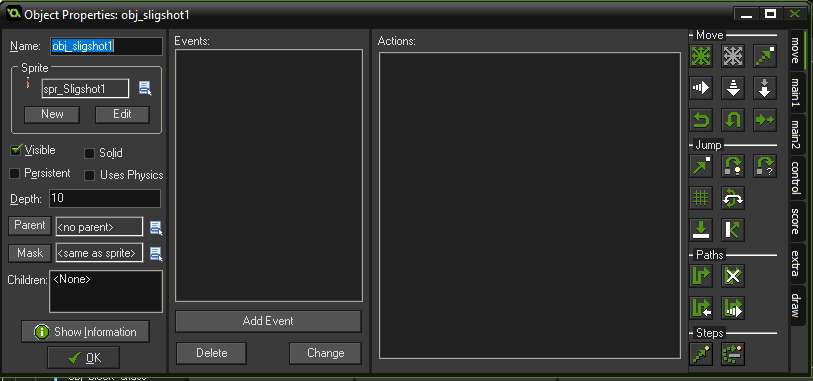 Object Properties: obj_sligshot1
Name: obj_sligshot1
Sprite
spr_Sligshot1
New Edit
Visible Solid
Persistent Uses Physics
Depth: 10
Parent <no parent>
Mask <same as sprite>
Children: <None>
Show Information
OK
Events:
Add Event
Delete Change
Actions:
Move
Jump
Paths
Steps
move
main1
main2
control
score
extra
draw